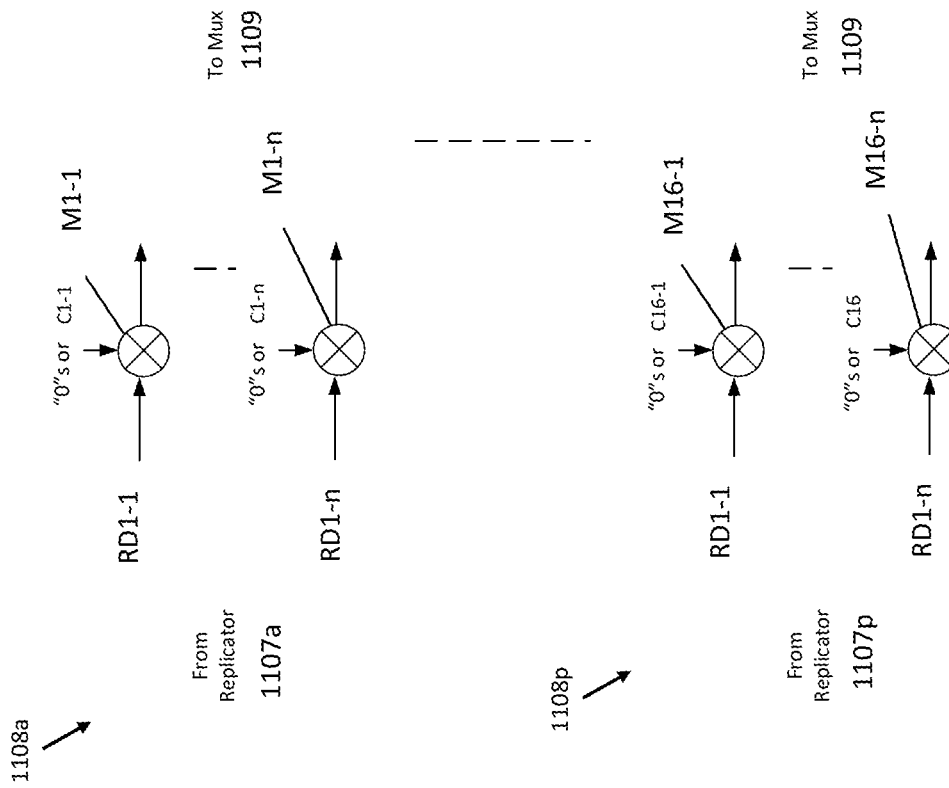 1108a
From
Replicator
1107a
RD1-1
"0"s or C1-1
M1-1
RD1-n
"0"s or C1-n
M1-n
To Mux
1109
1108p
From
Replicator
1107p
RD1-1
"0"s or C16-1
M16-1
RD1-n
"0"s or C16
M16-n
To Mux
1109